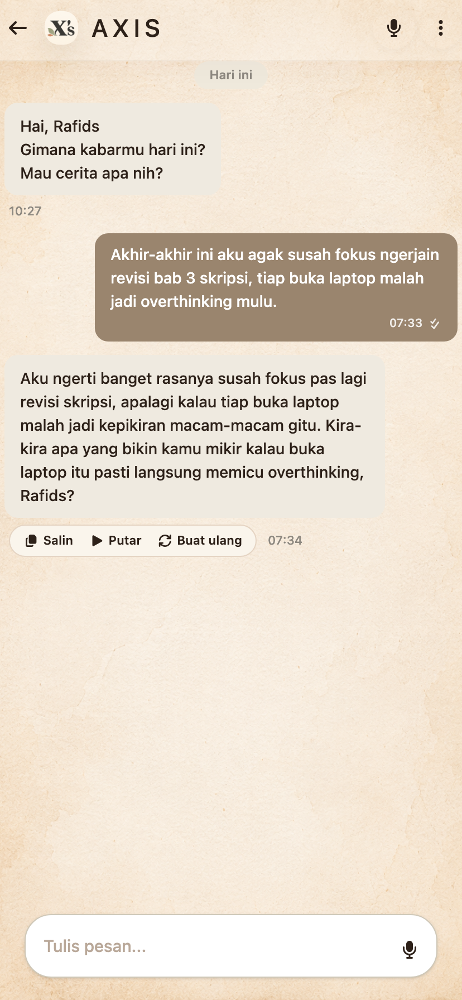 X's AXIS
Hari ini
Hai, Rafids
Gimana kabarmu hari ini?
Mau cerita apa nih?
10:27
Akhir-akhir ini aku agak susah fokus ngerjain
revisi bab 3 skripsi, tiap buka laptop malah
jadi overthinking mulu.
07:33
Aku ngerti banget rasanya susah fokus pas lagi
revisi skripsi, apalagi kalau tiap buka laptop
malah jadi kepikiran macam-macam gitu. Kira-
kira apa yang bikin kamu mikir kalau buka
laptop itu pasti langsung memicu overthinking,
Rafids?
Salin Putar Buat ulang 07:34
Tulis pesan...